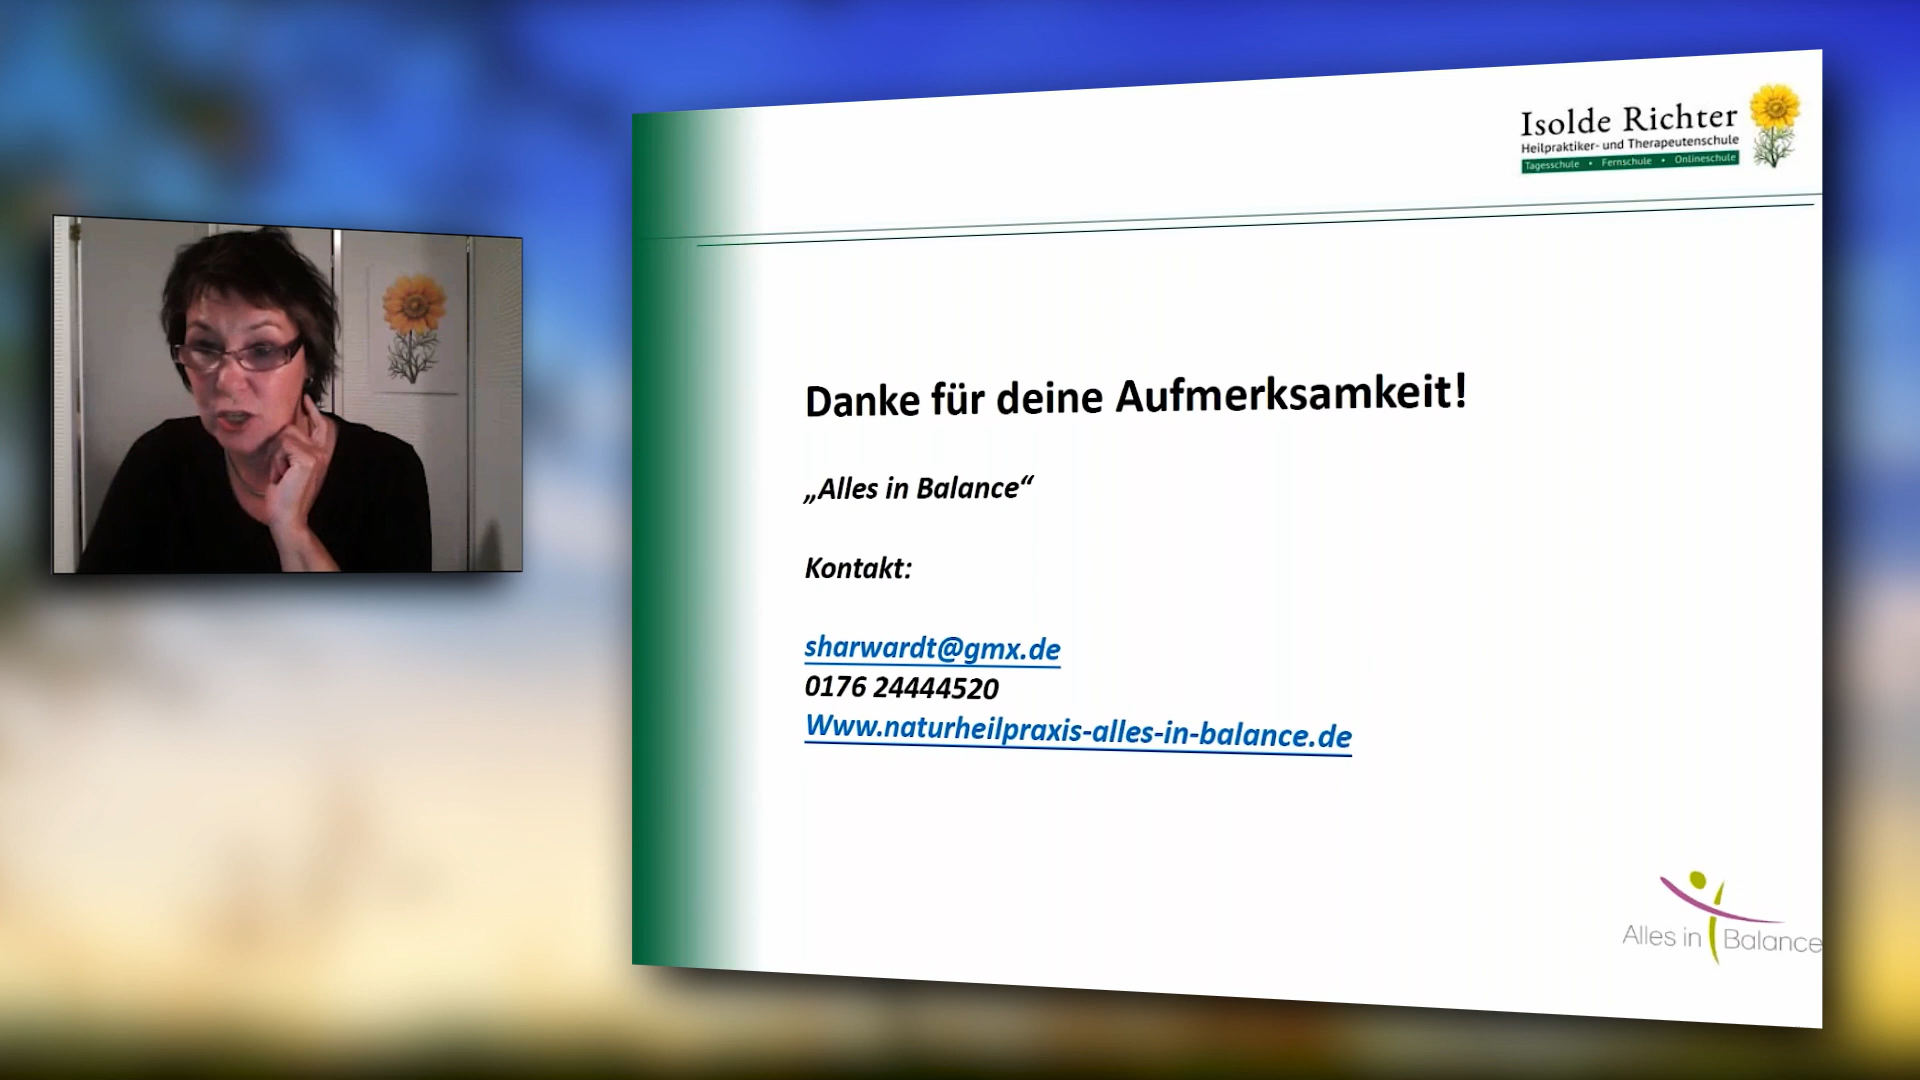 Isolde Richter
Heilpraktiker- und Therapeutenschule
Tagesschule • Fernschule • Onlineschule
Danke für deine Aufmerksamkeit!
„Alles in Balance“
Kontakt:
sharwardt@gmx.de
0176 24444520
Www.naturheilpraxis-alles-in-balance.de
Alles in Balance